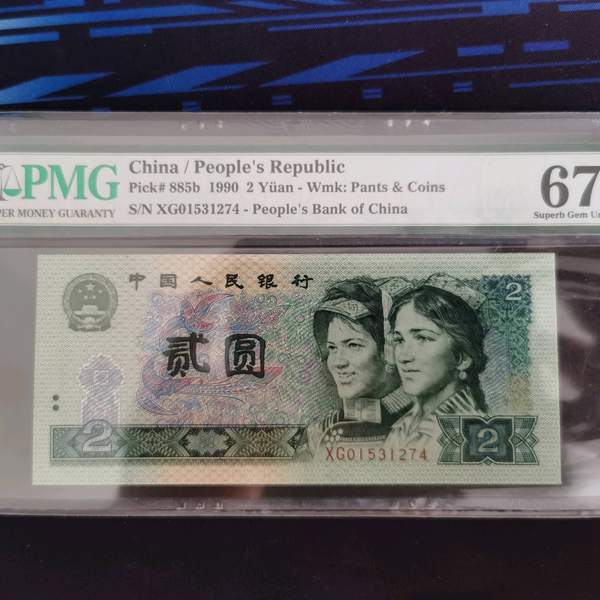 PMG
PER MONEY GUARANTY
China / People's Republic
Pick# 885b 1990 2 Yüan - Wmk: Pants & Coins
S/N XG01531274 - People's Bank of China
67
Superb Gem Un
中国人民银行
贰圆
2
2
2
XG01531274